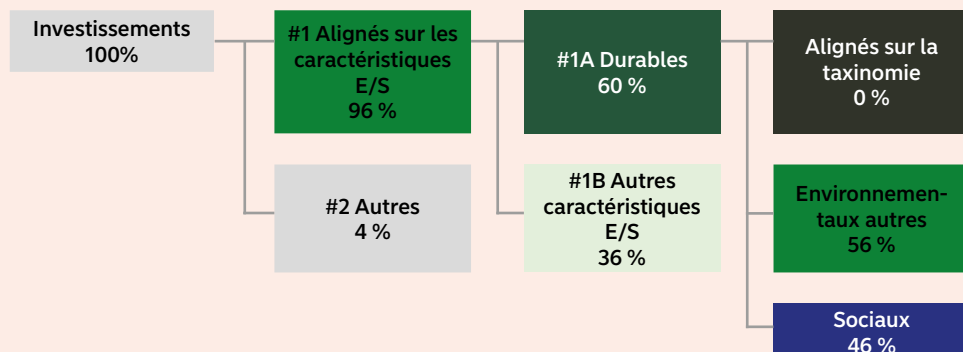 Investissements
100%
#1 Alignés sur les
caractéristiques
E/S
96 %
#1A Durables
60 %
Alignés sur la
taxinomie
0 %
#2 Autres
4 %
#1B Autres
caractéristiques
E/S
36 %
Environnemen-
taux autres
56 %
Sociaux
46 %